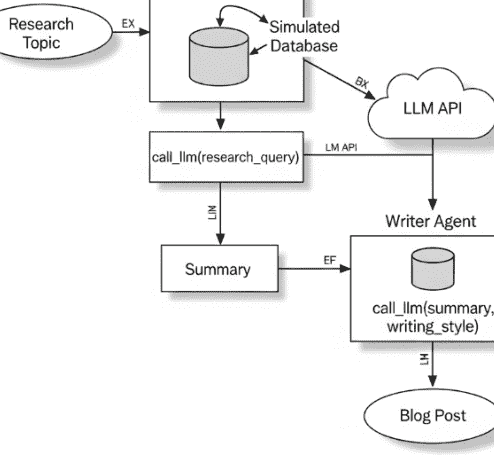 Research
Topic
EX
Simulated
Database
BX
LLM API
call_llm(research_query)
LM API
LIN
Writer Agent
Summary
EF
call_llm(summary,
writing_style)
LM
Blog Post